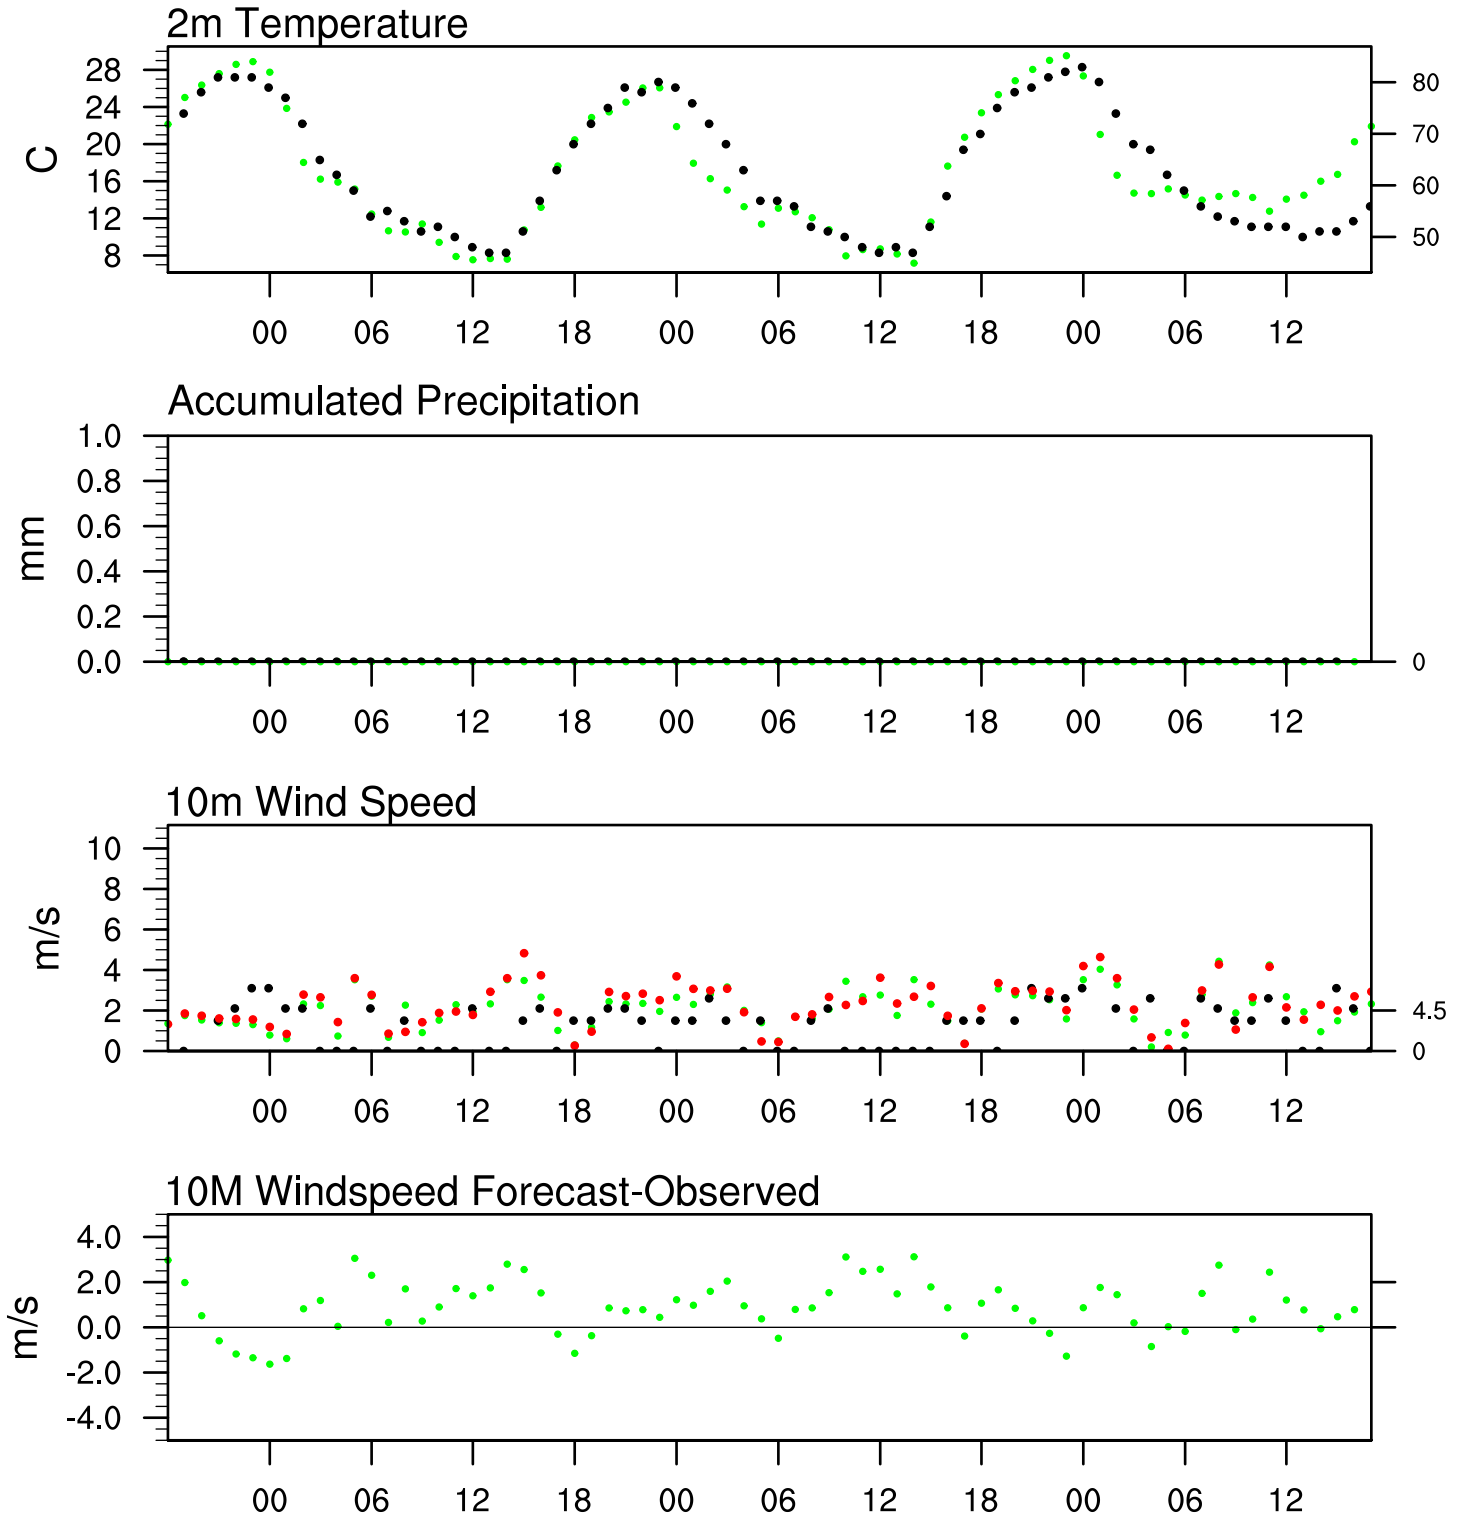 2m Temperature
28
24
20
16
12
8
C
80
70
60
50
00 06 12 18 00 06 12 18 00 06 12
Accumulated Precipitation
1.0
0.8
0.6
0.4
0.2
0.0
mm
0
00 06 12 18 00 06 12 18 00 06 12
10m Wind Speed
10
8
6
4
2
0
m/s
4.5
0
00 06 12 18 00 06 12 18 00 06 12
10M Windspeed Forecast-Observed
4.0
2.0
0.0
-2.0
-4.0
m/s
00 06 12 18 00 06 12 18 00 06 12